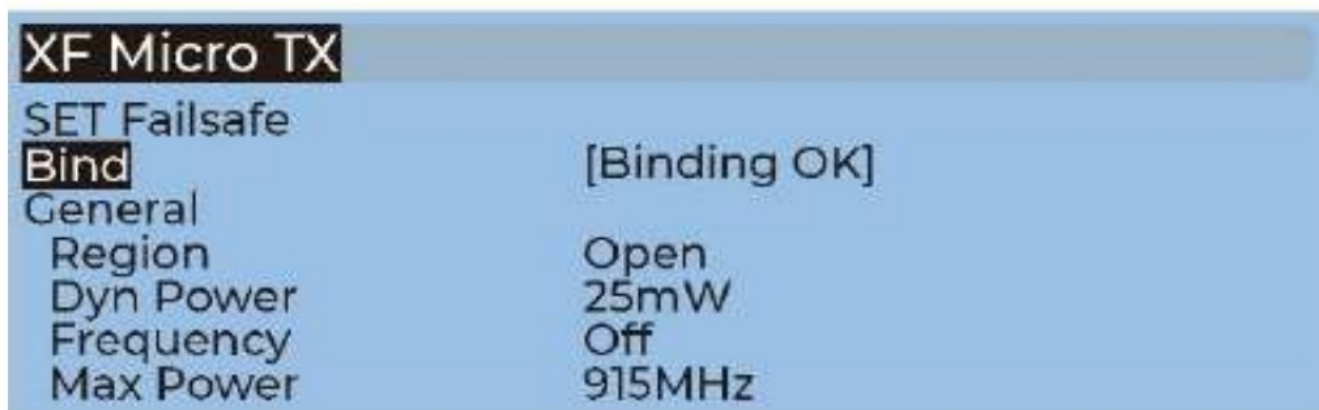 XF Micro TX
SET Failsafe
Bind [Binding OK]
General
Region Open
Dyn Power 25mW
Frequency Off
Max Power 915MHz